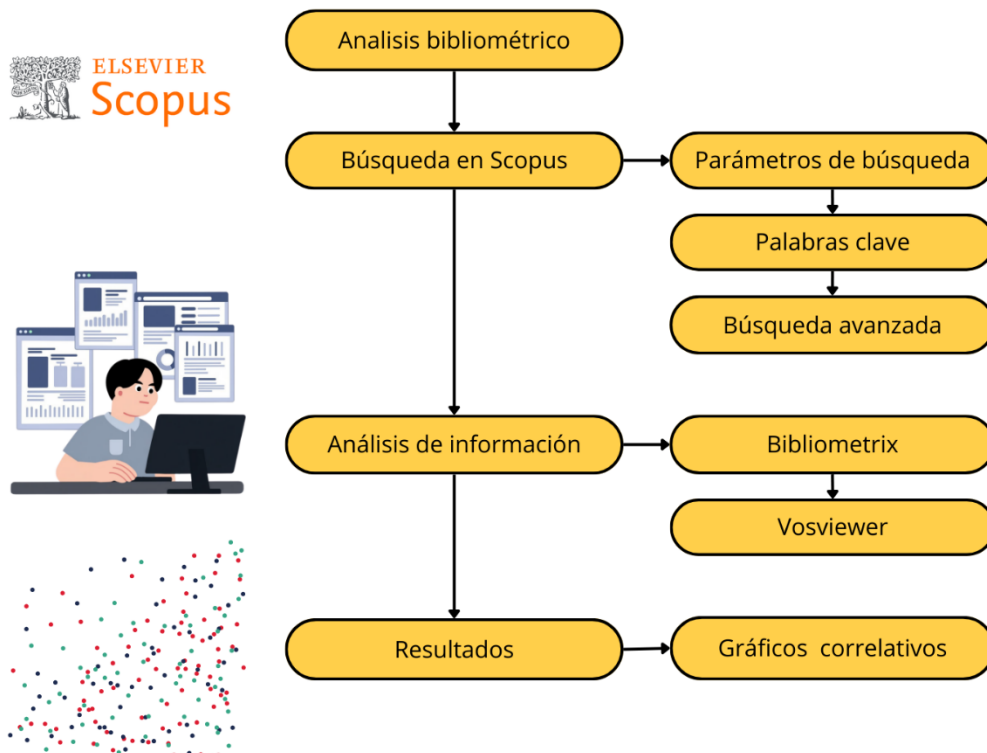 Analisis bibliométrico
ELSEVIER
Scopus
Búsqueda en Scopus
Parámetros de búsqueda
Palabras clave
Búsqueda avanzada
Análisis de información
Bibliometrix
Vosviewer
Resultados
Gráficos correlativos